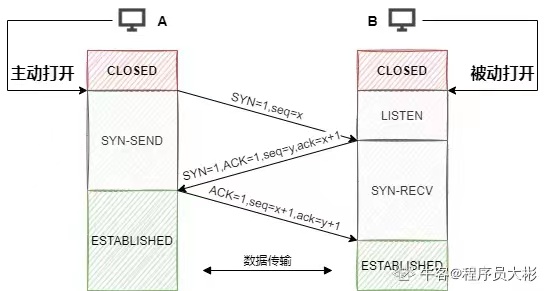 A
B
主动打开
被动打开
CLOSED
CLOSED
SYN=1,seq=x
LISTEN
SYN-SEND
SYN=1,ACK=1,seq=y,ack=x+1
SYN-RECV
ACK=1,seq=x+1,ack=y+1
ESTABLISHED
数据传输
ESTABLISHED
牛客@程序员大彬